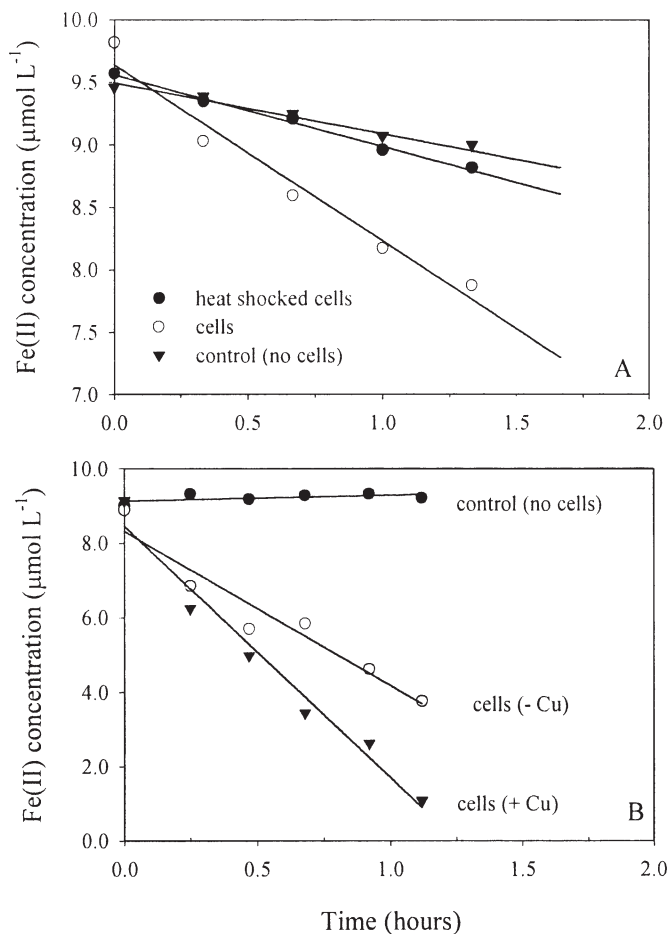 10.0
9.5
9.0
8.5
8.0
7.5
7.0
Fe(II) concentration (μmol L⁻¹)
heat shocked cells
cells
control (no cells)
A
0.0 0.5 1.0 1.5 2.0
10.0
8.0
6.0
4.0
2.0
0.0
Fe(II) concentration (μmol L⁻¹)
control (no cells)
cells (- Cu)
cells (+ Cu)
B
0.0 0.5 1.0 1.5 2.0
Time (hours)